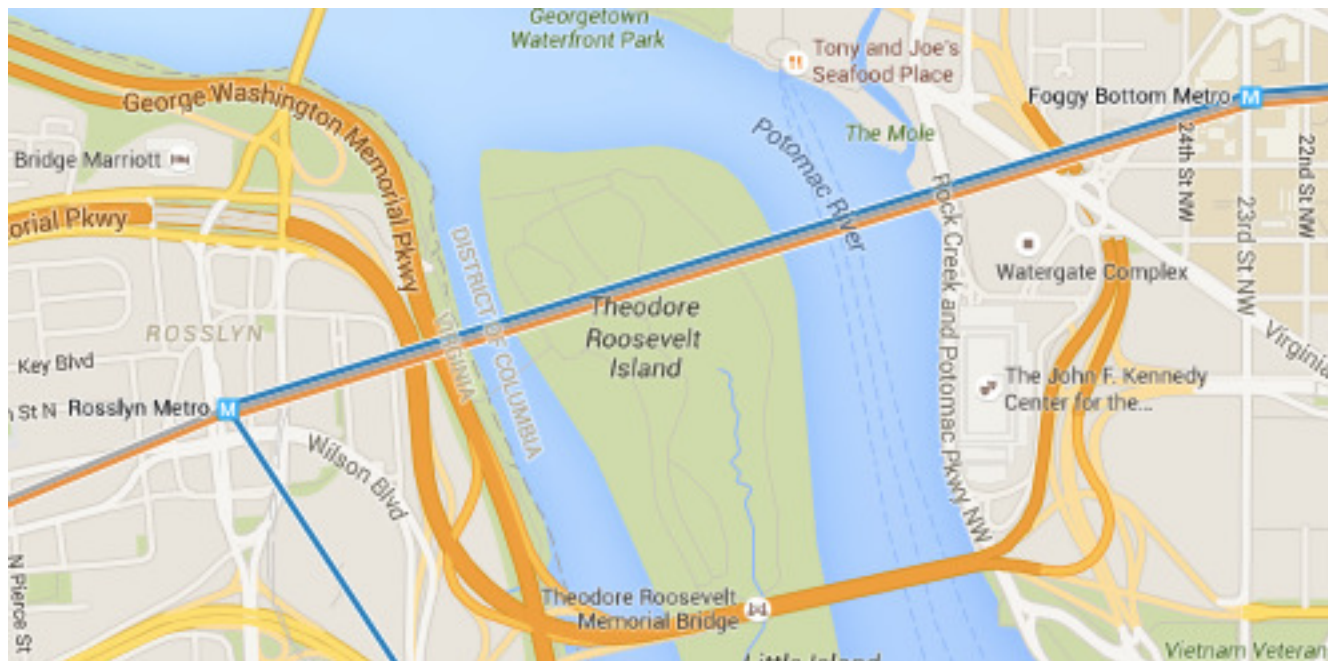 Georgetown
Waterfront Park
Tony and Joe's
Seafood Place
George Washington Memorial Pkwy
Foggy Bottom Metro
M
Potomac River
The Mole
24th St NW
22nd St NW
Bridge Marriott
Rock Creek and Potomac Pkwy NW
23rd St NW
orial Pkwy
DISTRICT OF COLUMBIA
VIRGINIA
Watergate Complex
Theodore
Roosevelt
Island
ROSSLYN
Virginia
Key Blvd
The John F. Kennedy
Center for the...
St N
Rosslyn Metro
M
Wilson Blvd
N Pierce St
Theodore Roosevelt
Memorial Bridge
Little Island
Vietnam Veteran